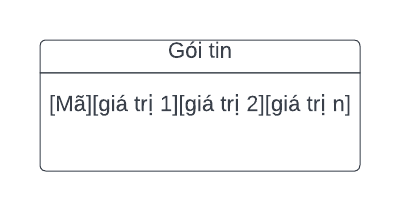 Gói tin
[Mã][giá trị 1][giá trị 2][giá trị n]